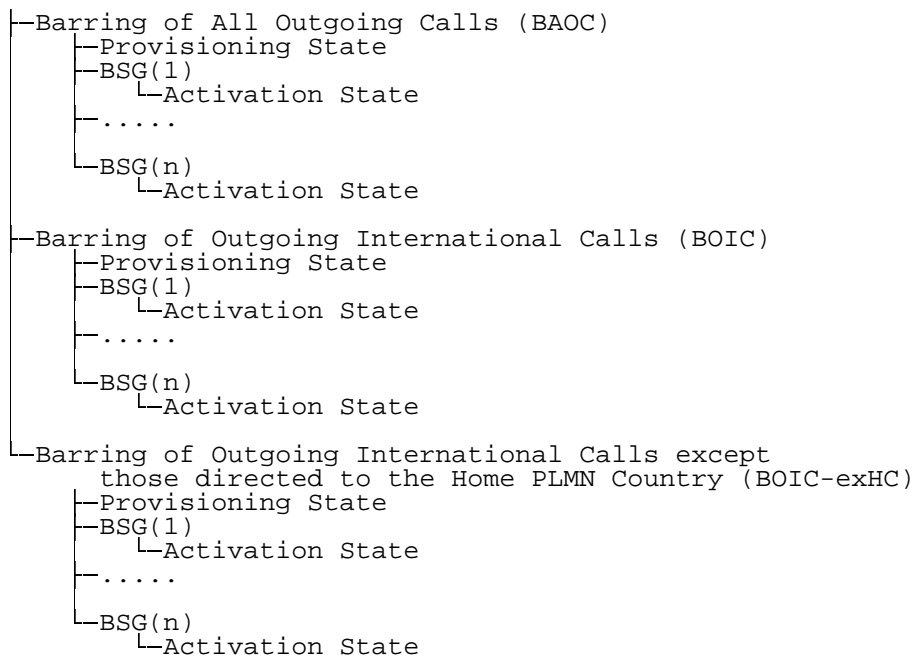 Barring of All Outgoing Calls (BAOC)
Provisioning State
BSG(1)
Activation State
.....
BSG(n)
Activation State
Barring of Outgoing International Calls (BOIC)
Provisioning State
BSG(1)
Activation State
.....
BSG(n)
Activation State
Barring of Outgoing International Calls except
those directed to the Home PLMN Country (BOIC-exHC)
Provisioning State
BSG(1)
Activation State
.....
BSG(n)
Activation State